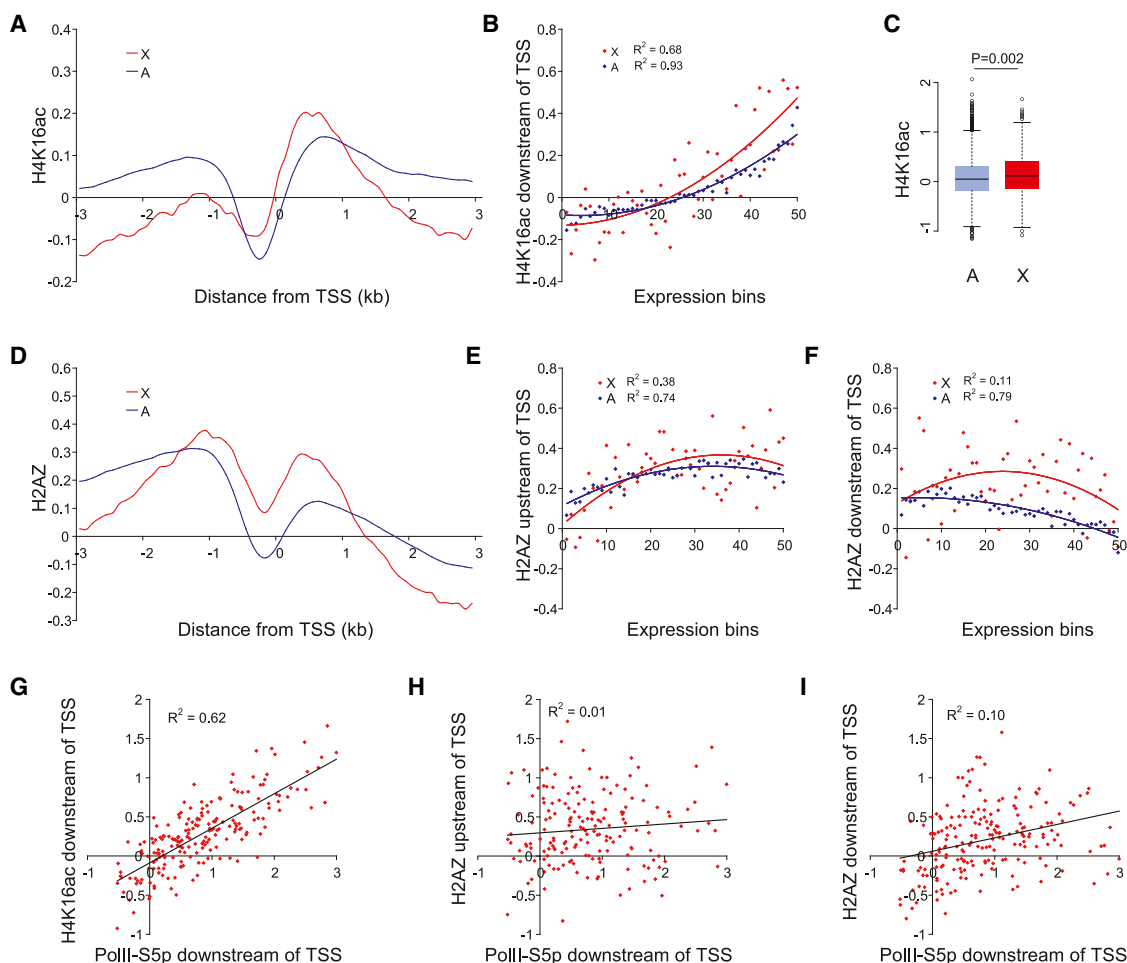 A
X
A
H4K16ac
0.4
0.3
0.2
0.1
0
-0.1
-0.2
-3 -2 -1 0 1 2 3
Distance from TSS (kb)
B
X R² = 0.68
A R² = 0.93
H4K16ac downstream of TSS
0.8
0.6
0.4
0.2
0
-0.2
-0.4
0 10 20 30 40 50
Expression bins
C
P=0.002
H4K16ac
2
1
0
-1
A X
D
X
A
H2AZ
0.6
0.5
0.4
0.3
0.2
0.1
0
-0.1
-0.2
-0.3
-3 -2 -1 0 1 2 3
Distance from TSS (kb)
E
X R² = 0.38
A R² = 0.74
H2AZ upstream of TSS
0.8
0.6
0.4
0.2
0
-0.2
-0.4
0 10 20 30 40 50
Expression bins
F
X R² = 0.11
A R² = 0.79
H2AZ downstream of TSS
0.8
0.6
0.4
0.2
0
-0.2
-0.4
0 10 20 30 40 50
Expression bins
G
R² = 0.62
H4K16ac downstream of TSS
2
1.5
1
0.5
0
-0.5
-1
-1 0 1 2 3
PolII-S5p downstream of TSS
H
R² = 0.01
H2AZ upstream of TSS
2
1.5
1
0.5
0
-0.5
-1
-1 0 1 2 3
PolII-S5p downstream of TSS
I
R² = 0.10
H2AZ downstream of TSS
2
1.5
1
0.5
0
-0.5
-1
-1 0 1 2 3
PolII-S5p downstream of TSS